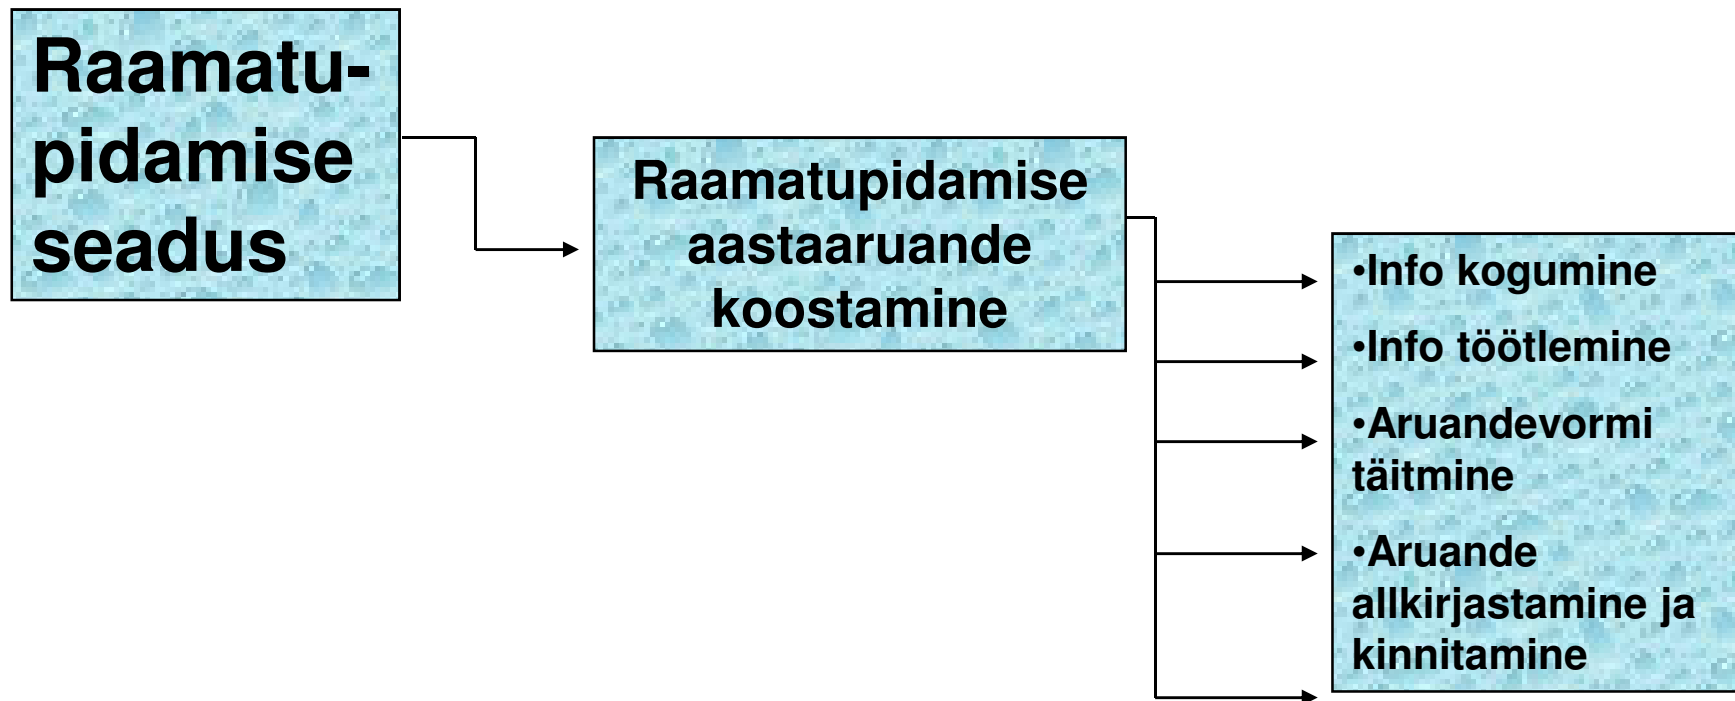 Raamatu-
pidamise
seadus
Raamatupidamise
aastaaruande
koostamine
•Info kogumine
•Info töötlemine
•Aruandevormi
täitmine
•Aruande
allkirjastamine ja
kinnitamine